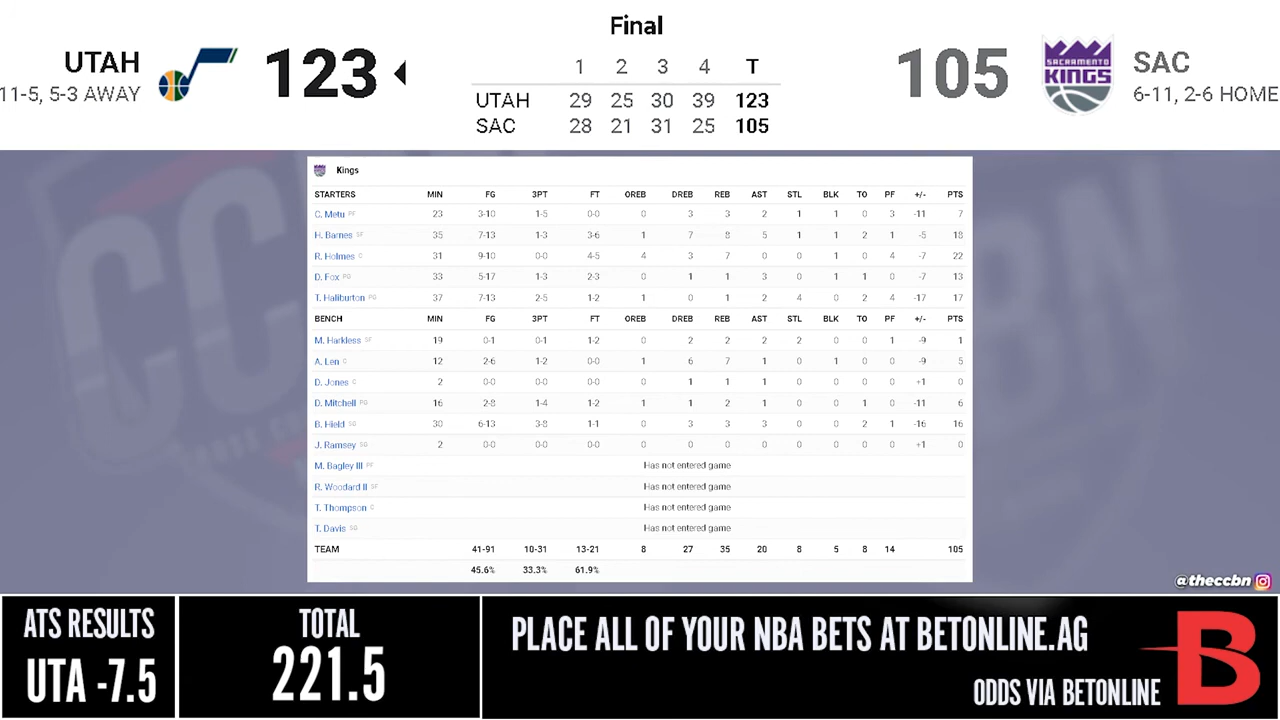 Final
UTAH
11-5, 5-3 AWAY
123
1 2 3 4 T
UTAH 29 25 30 39 123
SAC 28 21 31 25 105
105
SACRAMENTO
KINGS
SAC
6-11, 2-6 HOME
Kings
STARTERS MIN FG 3PT FT OREB DREB REB AST STL BLK TO PF +/- PTS
C. Metu PF 23 3-10 1-5 0-0 0 3 3 2 1 1 0 3 -11 7
H. Barnes SF 35 7-13 1-3 3-6 1 7 8 5 1 1 2 1 -5 18
R. Holmes C 31 9-10 0-0 4-5 4 3 7 0 0 1 0 4 -7 22
D. Fox PG 33 5-17 1-3 2-3 0 1 1 3 0 1 1 0 -7 13
T. Haliburton PG 37 7-13 2-5 1-2 1 0 1 2 4 0 2 4 -17 17
BENCH MIN FG 3PT FT OREB DREB REB AST STL BLK TO PF +/- PTS
M. Harkless SF 19 0-1 0-1 1-2 0 2 2 2 2 0 0 1 -9 1
A. Len C 12 2-6 1-2 0-0 1 6 7 1 0 1 0 0 -9 5
D. Jones C 2 0-0 0-0 0-0 0 1 1 1 0 0 0 0 +1 0
D. Mitchell PG 16 2-8 1-4 1-2 1 1 2 1 0 0 1 0 -11 6
B. Hield SG 30 6-13 3-8 1-1 0 3 3 3 0 0 2 1 -16 16
J. Ramsey SG 2 0-0 0-0 0-0 0 0 0 0 0 0 0 0 +1 0
M. Bagley III PF Has not entered game
R. Woodard II SF Has not entered game
T. Thompson C Has not entered game
T. Davis SG Has not entered game
TEAM 41-91 10-31 13-21 8 27 35 20 8 5 8 14 105
45.6% 33.3% 61.9%
@theccbn
ATS RESULTS
UTA -7.5
TOTAL
221.5
PLACE ALL OF YOUR NBA BETS AT BETONLINE.AG
ODDS VIA BETONLINE
B